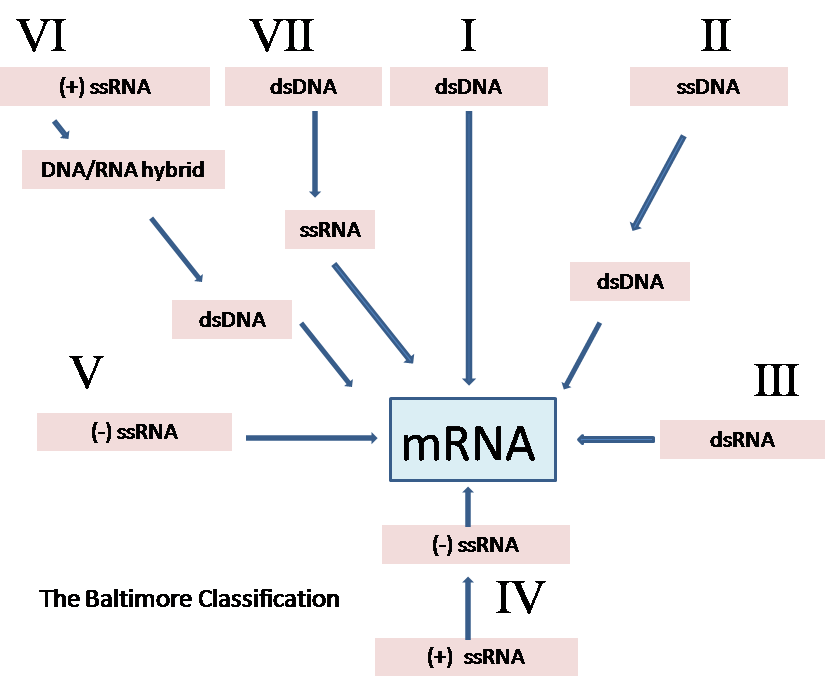 VI
VII
I
II
(+) ssRNA
dsDNA
dsDNA
ssDNA
DNA/RNA hybrid
ssRNA
dsDNA
dsDNA
V
III
(-) ssRNA
mRNA
dsRNA
(-) ssRNA
The Baltimore Classification
IV
(+) ssRNA